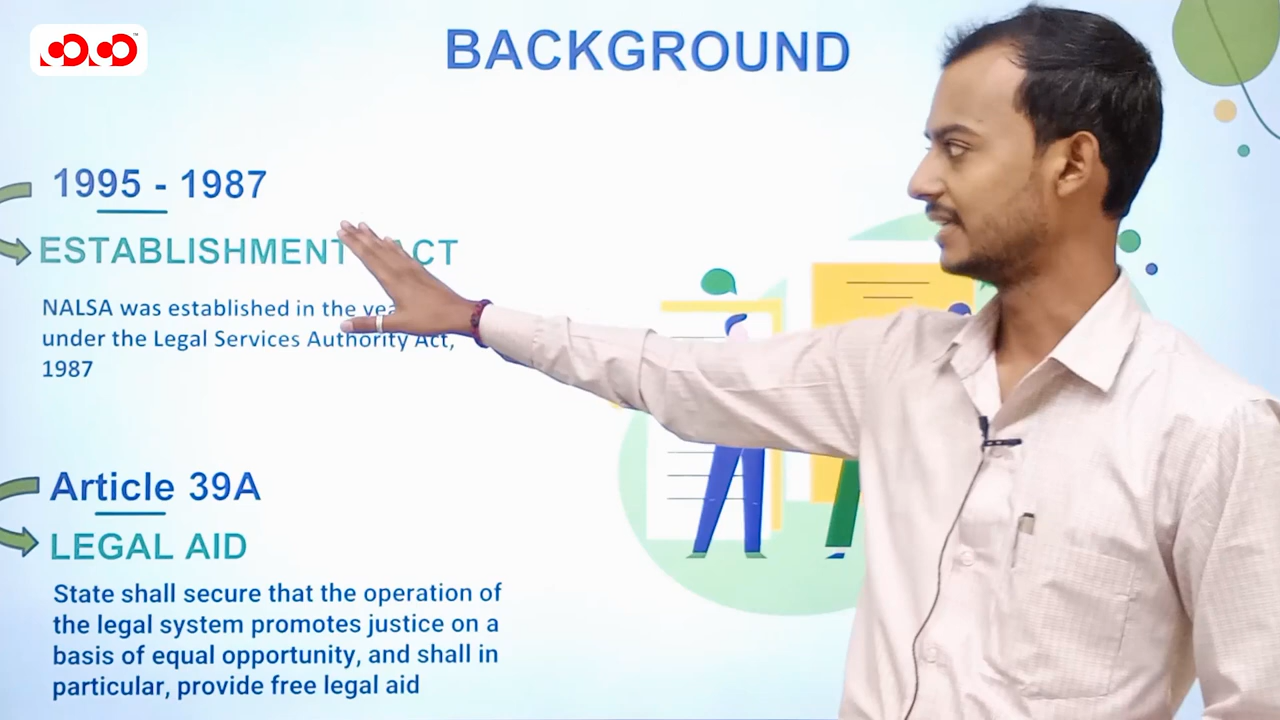 BACKGROUND
1995 - 1987
ESTABLISHMENT ACT
NALSA was established in the
under the Legal Services Authority Act,
1987
Article 39A
LEGAL AID
State shall secure that the operation of
the legal system promotes justice on a
basis of equal opportunity, and shall in
particular, provide free legal aid